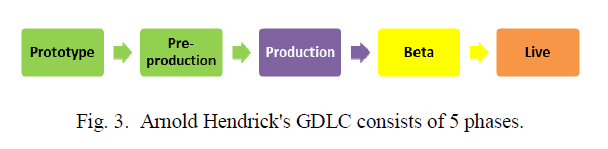 Prototype
Pre-
production
Production
Beta
Live
Fig. 3. Arnold Hendrick's GDLC consists of 5 phases.